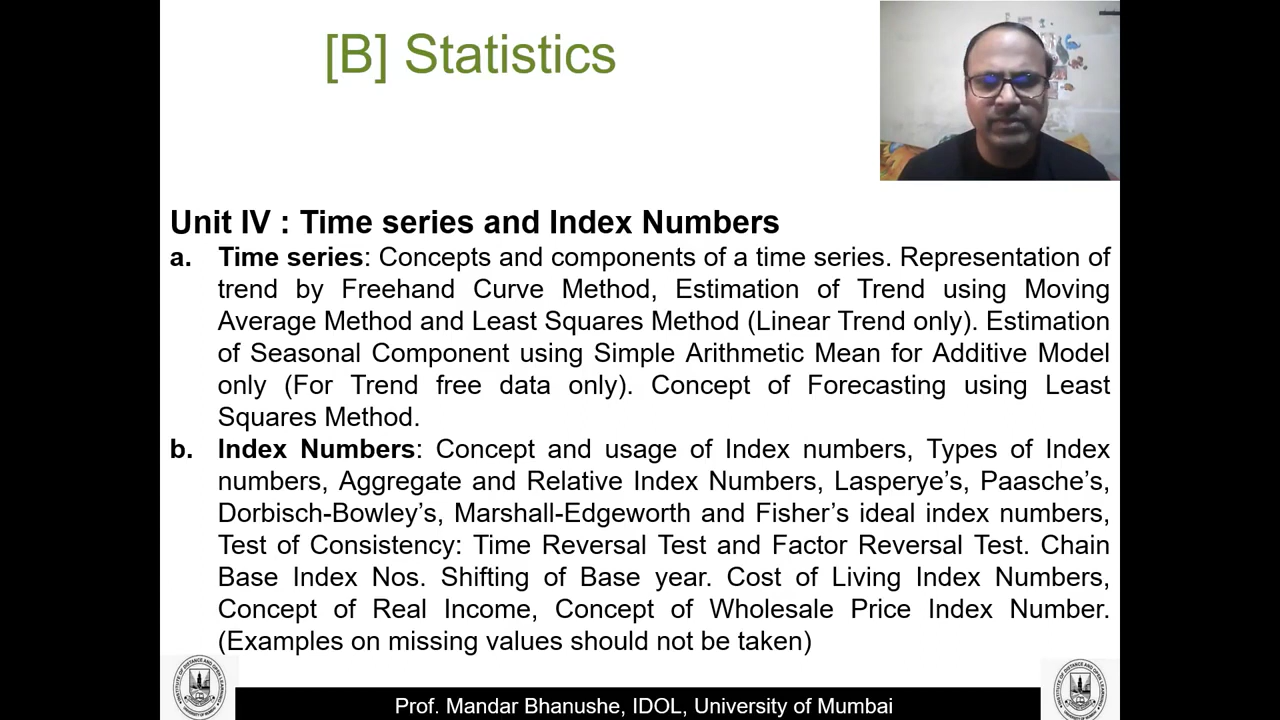 [B] Statistics
Unit IV : Time series and Index Numbers
a. Time series: Concepts and components of a time series. Representation of
trend by Freehand Curve Method, Estimation of Trend using Moving
Average Method and Least Squares Method (Linear Trend only). Estimation
of Seasonal Component using Simple Arithmetic Mean for Additive Model
only (For Trend free data only). Concept of Forecasting using Least
Squares Method.
b. Index Numbers: Concept and usage of Index numbers, Types of Index
numbers, Aggregate and Relative Index Numbers, Lasperye’s, Paasche’s,
Dorbisch-Bowley’s, Marshall-Edgeworth and Fisher’s ideal index numbers,
Test of Consistency: Time Reversal Test and Factor Reversal Test. Chain
Base Index Nos. Shifting of Base year. Cost of Living Index Numbers,
Concept of Real Income, Concept of Wholesale Price Index Number.
(Examples on missing values should not be taken)
Prof. Mandar Bhanushe, IDOL, University of Mumbai